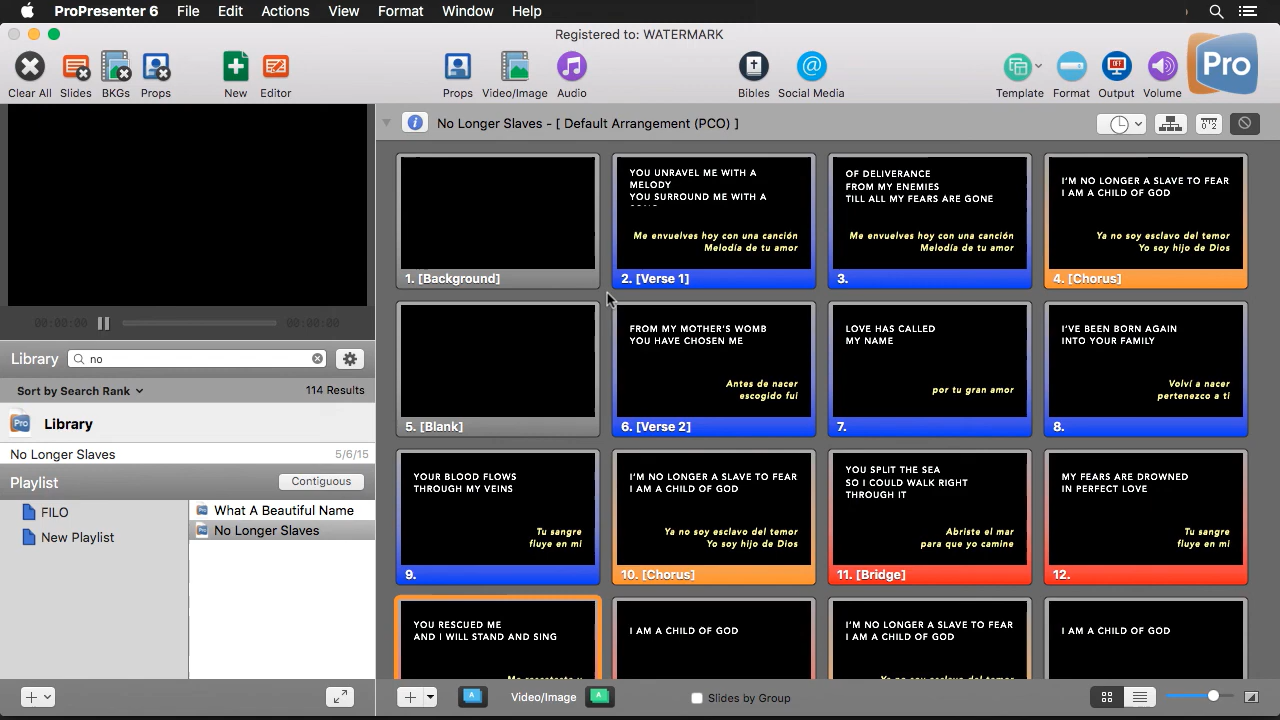 ProPresenter 6 File Edit Actions View Format Window Help
Registered to: WATERMARK
Clear All Slides BKGs Props New Editor Props Video/Image Audio Bibles Social Media Template Format Output Volume Pro
No Longer Slaves - [ Default Arrangement (PCO) ]
1. [Background]
YOU UNRAVEL ME WITH A
MELODY
YOU SURROUND ME WITH A
Me envuelves hoy con una canción
Melodía de tu amor
2. [Verse 1]
OF DELIVERANCE
FROM MY ENEMIES
TILL ALL MY FEARS ARE GONE
Me envuelves hoy con una canción
Melodía de tu amor
3.
I'M NO LONGER A SLAVE TO FEAR
I AM A CHILD OF GOD
Ya no soy esclavo del temor
Yo soy hijo de Dios
4. [Chorus]
00:00:00 00:00:00
Library no
Sort by Search Rank 114 Results
Pro Library
No Longer Slaves 5/6/15
Playlist Contiguous
FILO
New Playlist
What A Beautiful Name
No Longer Slaves
5. [Blank]
FROM MY MOTHER'S WOMB
YOU HAVE CHOSEN ME
Antes de nacer
escogido fui
6. [Verse 2]
LOVE HAS CALLED
MY NAME
por tu gran amor
7.
I'VE BEEN BORN AGAIN
INTO YOUR FAMILY
Volví a nacer
pertenezco a ti
8.
YOUR BLOOD FLOWS
THROUGH MY VEINS
Tu sangre
fluye en mi
9.
I'M NO LONGER A SLAVE TO FEAR
I AM A CHILD OF GOD
Ya no soy esclavo del temor
Yo soy hijo de Dios
10. [Chorus]
YOU SPLIT THE SEA
SO I COULD WALK RIGHT
THROUGH IT
Abriste el mar
para que yo camine
11. [Bridge]
MY FEARS ARE DROWNED
IN PERFECT LOVE
Tu sangre
fluye en mi
12.
YOU RESCUED ME
AND I WILL STAND AND SING
I AM A CHILD OF GOD
I'M NO LONGER A SLAVE TO FEAR
I AM A CHILD OF GOD
I AM A CHILD OF GOD
Video/Image
Slides by Group